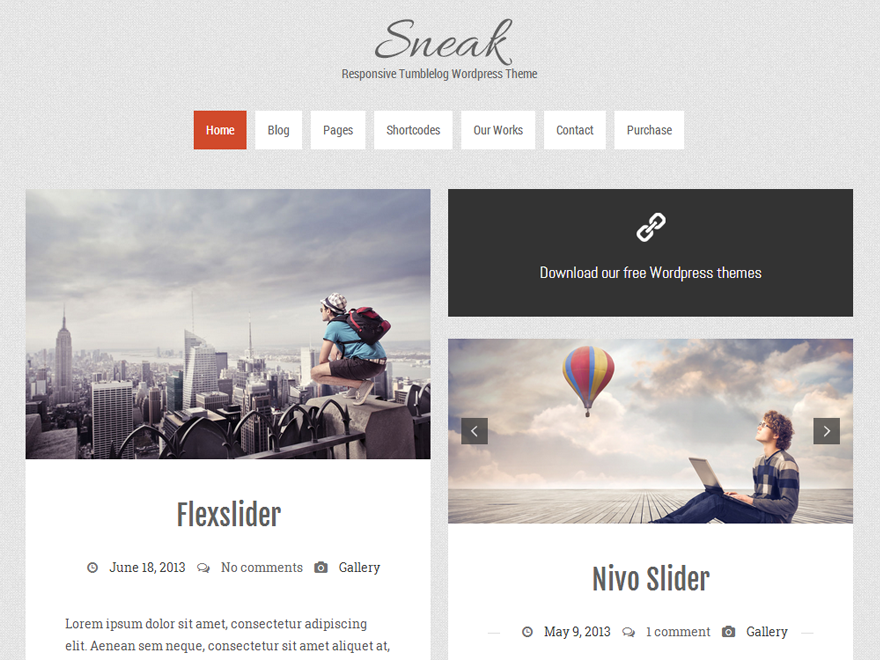 Sneak
Responsive Tumblelog Wordpress Theme
Home Blog Pages Shortcodes Our Works Contact Purchase
Download our free Wordpress themes
Flexslider
June 18, 2013 No comments Gallery
Lorem ipsum dolor sit amet, consectetur adipiscing
elit. Aenean sem neque, consectetur sit amet aliquet at,
Nivo Slider
May 9, 2013 1 comment Gallery